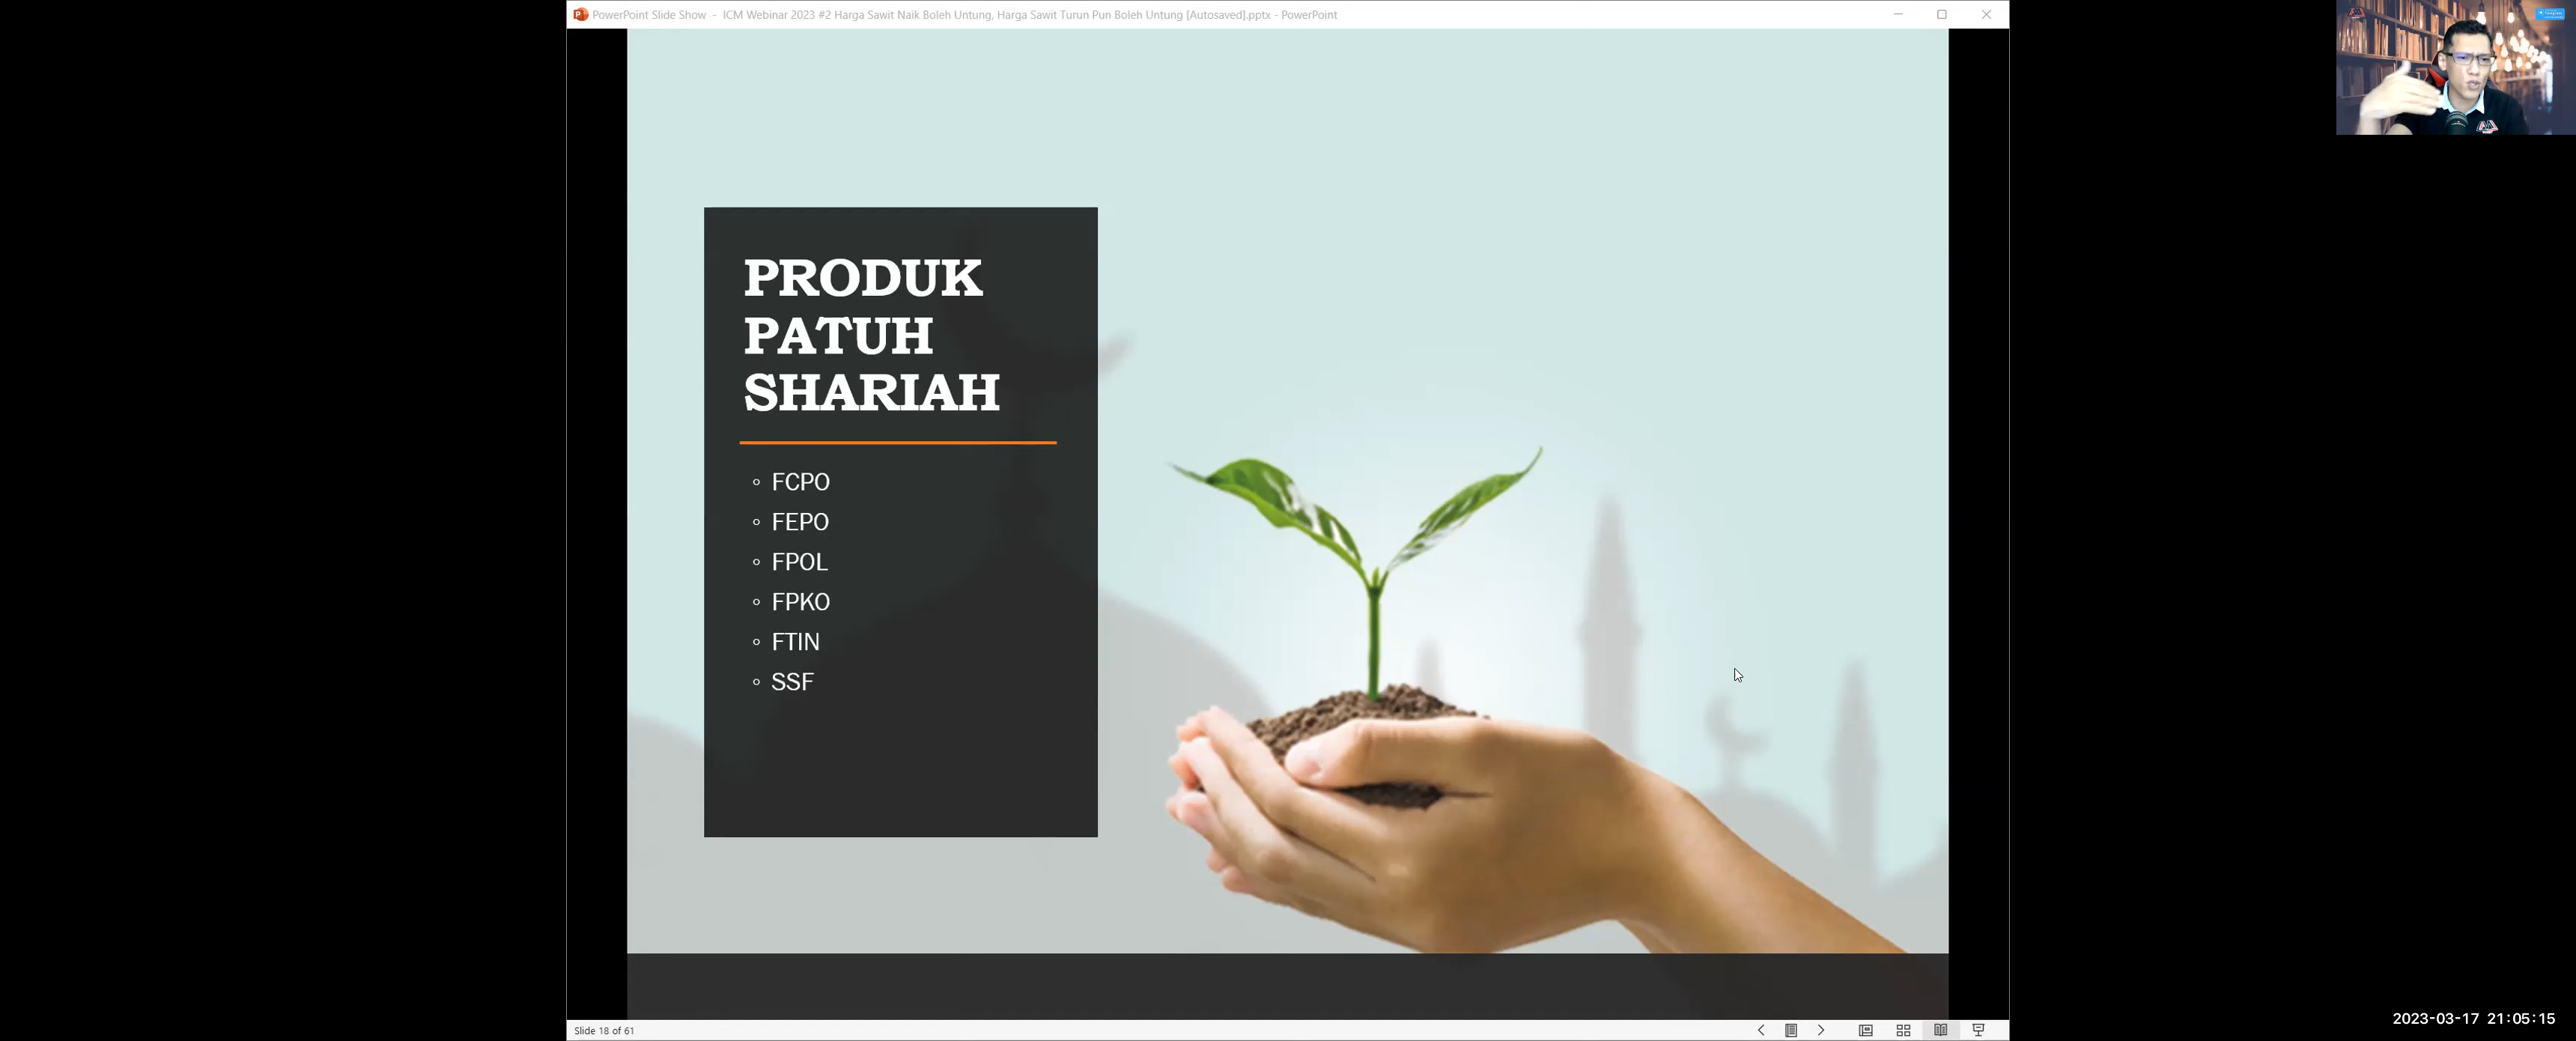 PowerPoint Slide Show - ICM Webinar 2023 #2 Harga Sawit Naik Boleh Untung, Harga Sawit Turun Pun Boleh Untung [Autosaved].pptx - PowerPoint
PRODUK
PATUH
SHARIAH
FCPO
FEPO
FPOL
FPKO
FTIN
SSF
Slide 18 of 61
2023-03-17 21:05:15